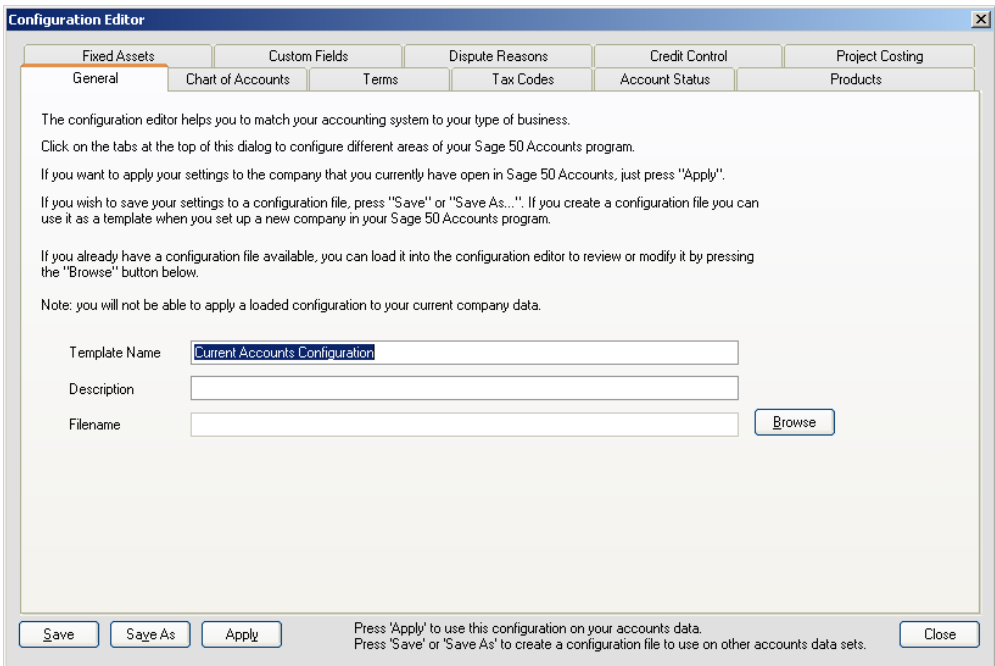 Configuration Editor
Fixed Assets Custom Fields Dispute Reasons Credit Control Project Costing
General Chart of Accounts Terms Tax Codes Account Status Products
The configuration editor helps you to match your accounting system to your type of business.
Click on the tabs at the top of this dialog to configure different areas of your Sage 50 Accounts program.
If you want to apply your settings to the company that you currently have open in Sage 50 Accounts, just press "Apply".
If you wish to save your settings to a configuration file, press "Save" or "Save As...". If you create a configuration file you can
use it as a template when you set up a new company in your Sage 50 Accounts program.
If you already have a configuration file available, you can load it into the configuration editor to review or modify it by pressing
the "Browse" button below.
Note: you will not be able to apply a loaded configuration to your current company data.
Template Name Current Accounts Configuration
Description
Filename Browse
Save Save As Apply Press 'Apply' to use this configuration on your accounts data. Close
Press 'Save' or 'Save As' to create a configuration file to use on other accounts data sets.